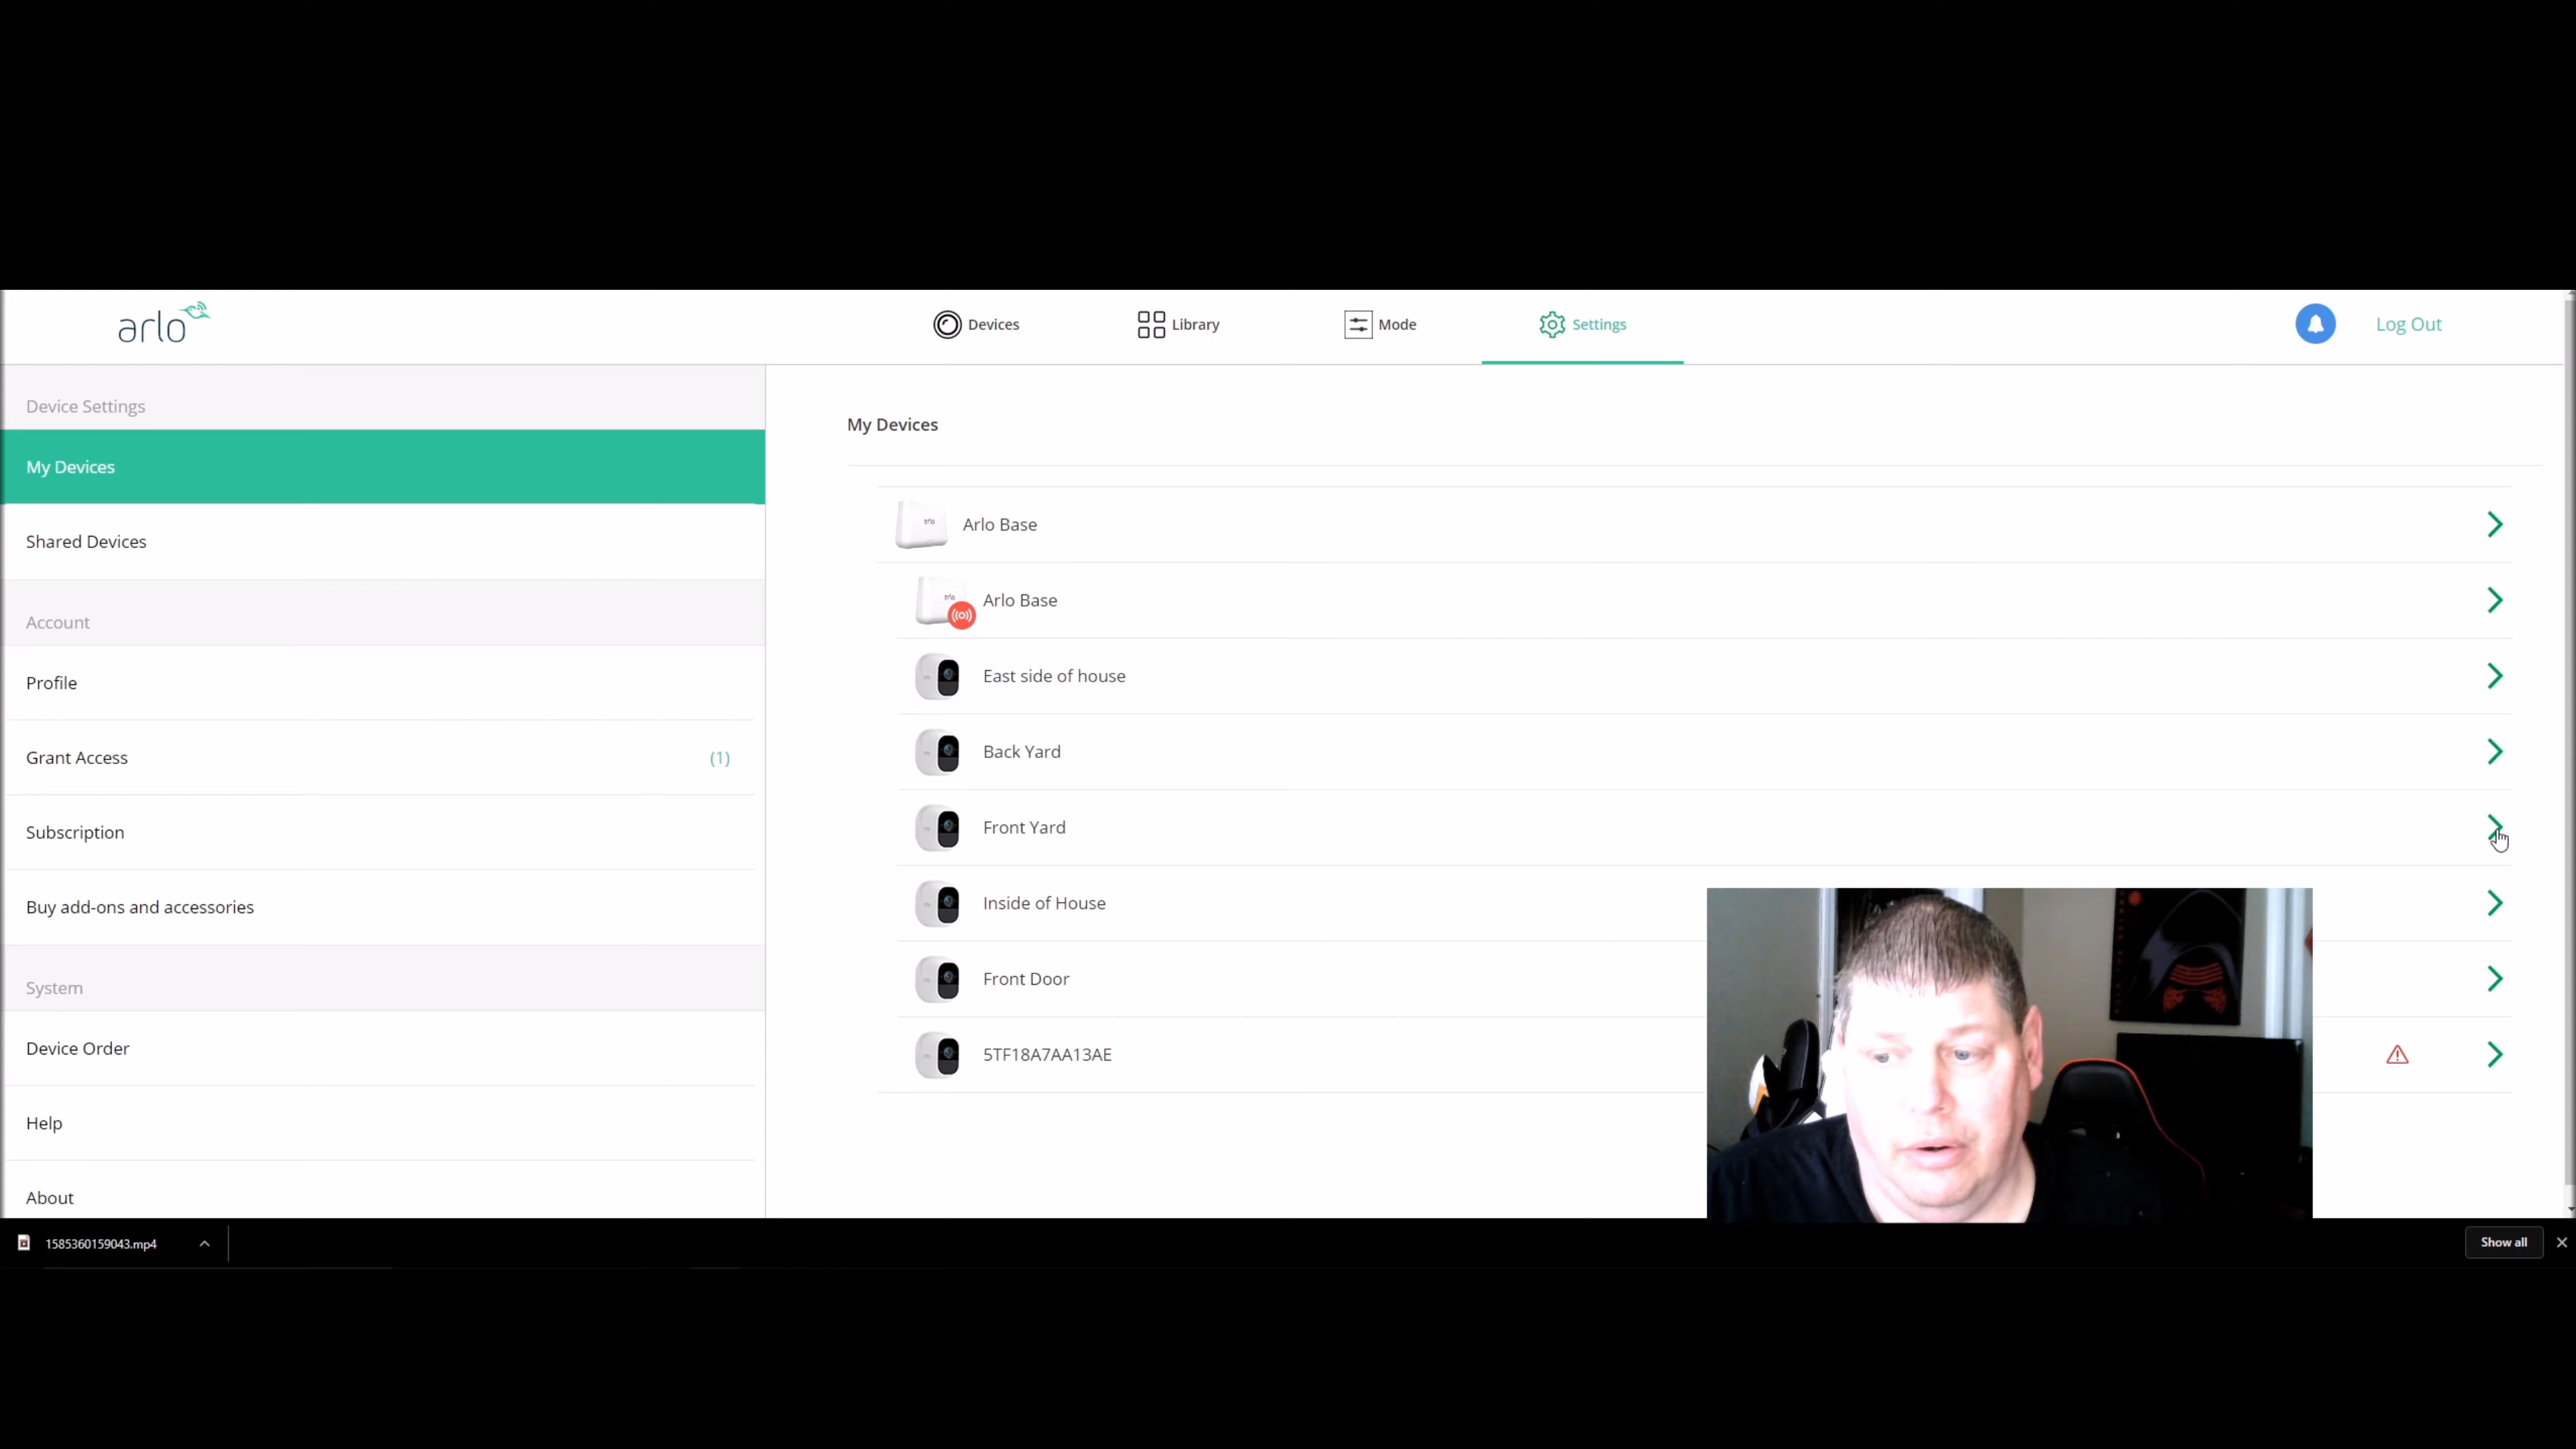 arlo
Devices
Library
Mode
Settings
Log Out
Device Settings
My Devices
Shared Devices
Account
Profile
Grant Access (1)
Subscription
Buy add-ons and accessories
System
Device Order
Help
About
My Devices
arlo Arlo Base
arlo Arlo Base
East side of house
Back Yard
Front Yard
Inside of House
Front Door
5TF18A7AA13AE
1585360159043.mp4
Show all